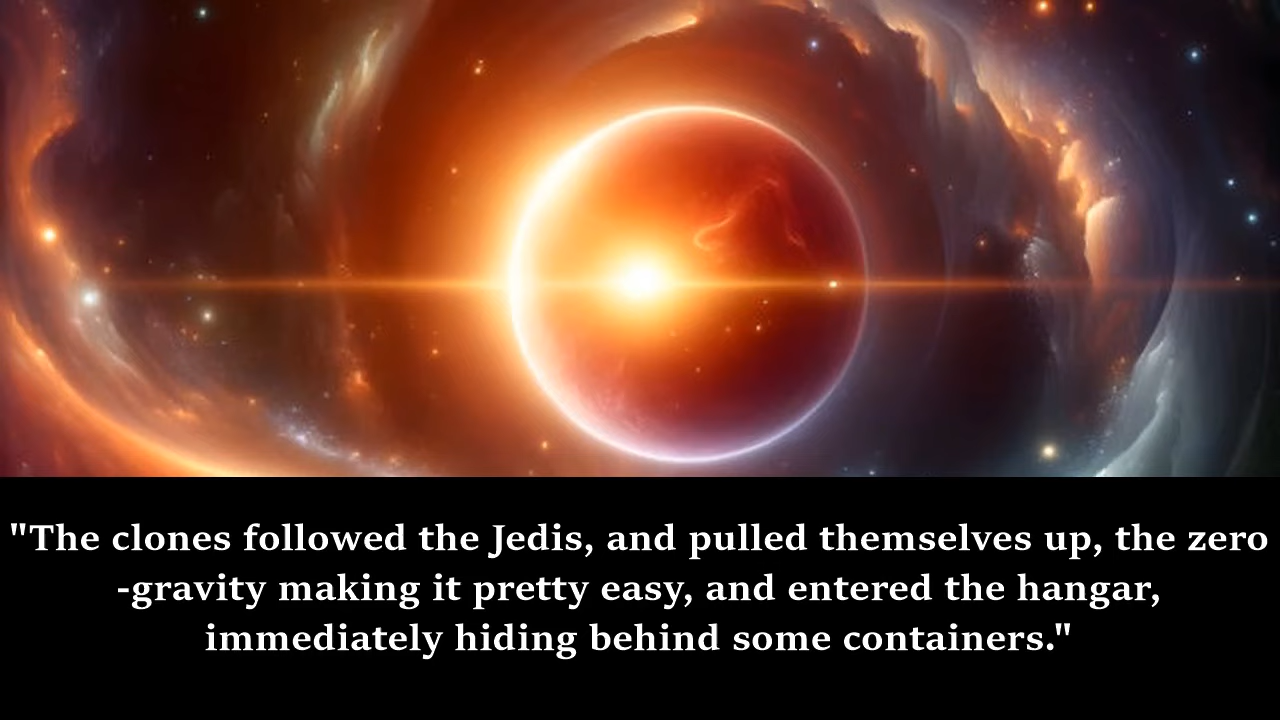 "The clones followed the Jedis, and pulled themselves up, the zero
-gravity making it pretty easy, and entered the hangar,
immediately hiding behind some containers."